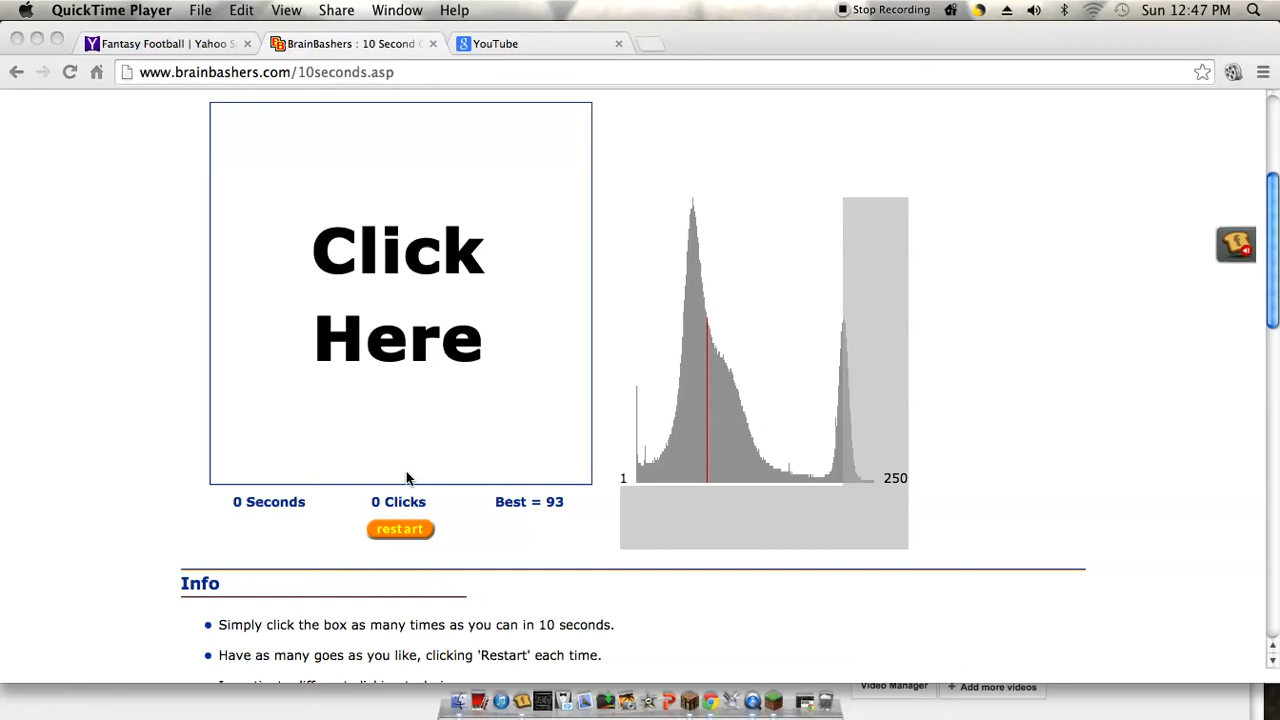 QuickTime Player File Edit View Share Window Help Stop Recording Sun 12:47 PM
Fantasy Football | Yahoo S BrainBashers : 10 Second YouTube
www.brainbashers.com/10seconds.asp
Click
Here
1 250
0 Seconds 0 Clicks Best = 93
restart
Info
Simply click the box as many times as you can in 10 seconds.
Have as many goes as you like, clicking 'Restart' each time.
Video Manager + Add more videos